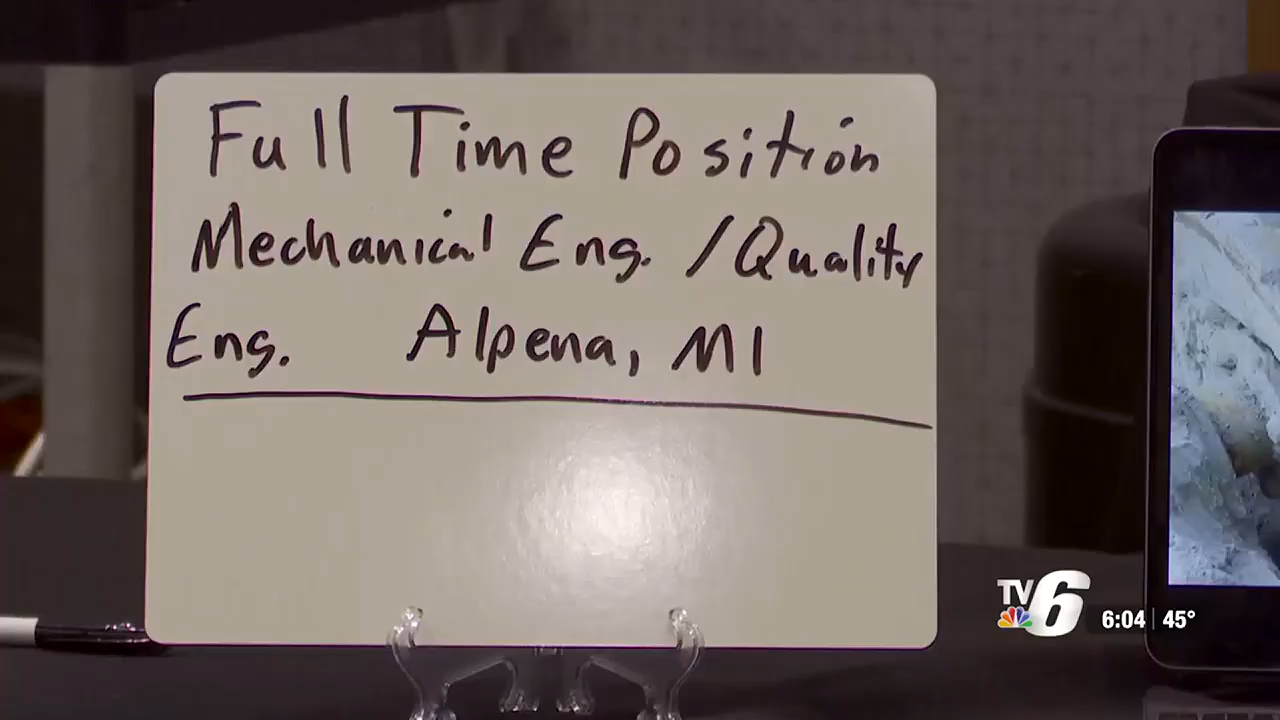 Full Time Position
Mechanical Eng. /Quality
Eng. Alpena, MI
TV6
6:04 45°